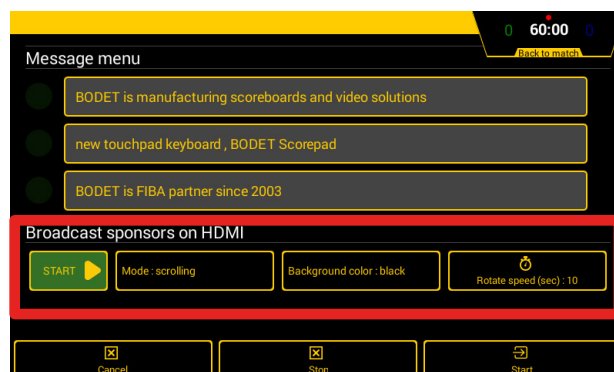 0 60:00 0
Back to match
Message menu
BODET is manufacturing scoreboards and video solutions
new touchpad keyboard , BODET Scorepad
BODET is FIBA partner since 2003
Broadcast sponsors on HDMI
START
Mode : scrolling
Background color : black
Rotate speed (sec) : 10
Cancel
Stop
Start